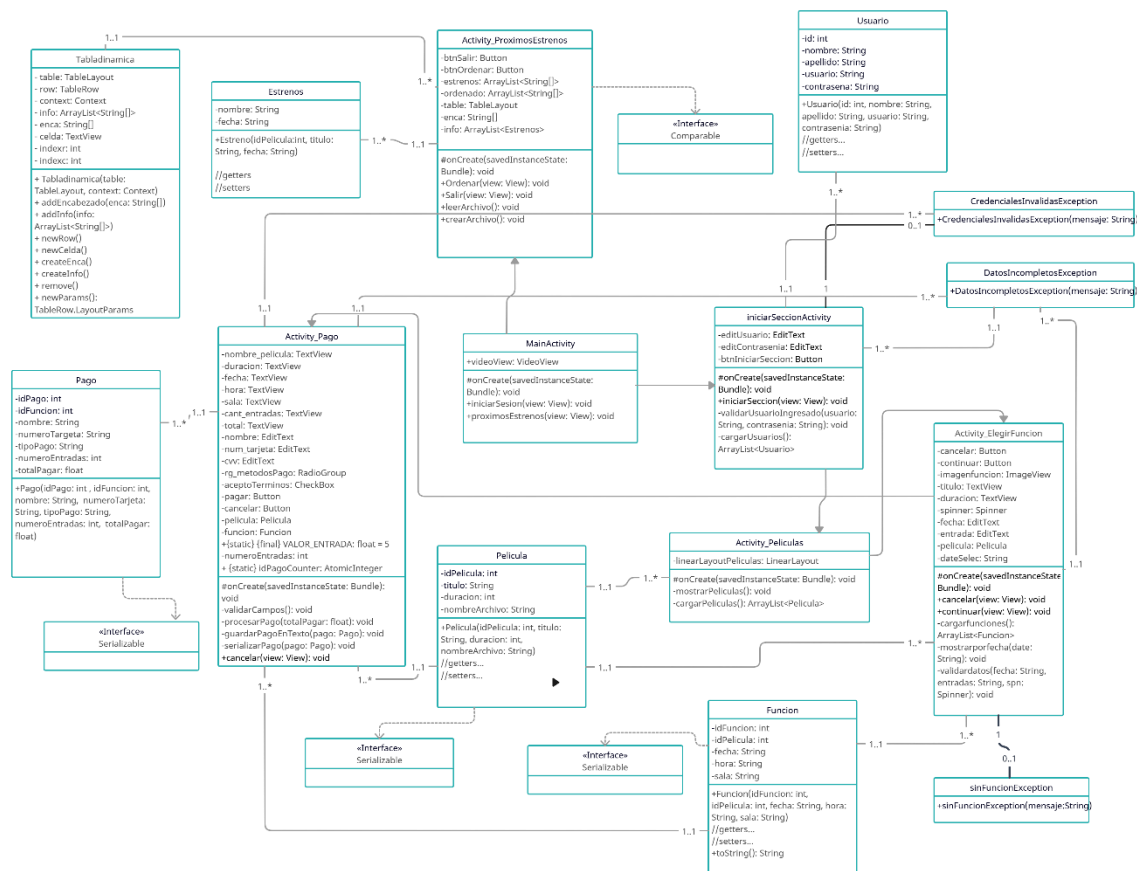 Tabladinamica
- table: TableLayout
- row: TableRow
- context: Context
- info: ArrayList<String[]>
- enca: String[]
- celda: TextView
- indexr: int
- indexc: int
+ Tabladinamica(table:
TableLayout, context: Context)
+ addEncabezado(enca: String[])
+ addInfo(info:
ArrayList<String[]>)
+ newRow()
+ newCelda()
+ createEnca()
+ createInfo()
+ remove()
+ newParams():
TableRow.LayoutParams
1..1
1..*
Estrenos
-nombre: String
-fecha: String
+Estreno(idPelicula:int, titulo:
String, fecha: String)
//getters
//setters
1..*
1..1
Activity_ProximosEstrenos
-btnSalir: Button
-btnOrdenar: Button
-estrenos: ArrayList<String[]>
-ordenado: ArrayList<String[]>
-table: TableLayout
-enca: String[]
-info: ArrayList<Estrenos>
#onCreate(savedInstanceState:
Bundle): void
+Ordenar(view: View): void
+Salir(view: View): void
+leerArchivo(): void
+crearArchivo(): void
«Interface»
Comparable
Usuario
-id: int
-nombre: String
-apellido: String
-usuario: String
-contrasena: String
+Usuario(id: int, nombre: String,
apellido: String, usuario: String,
contrasenia: String)
//getters...
//setters...
1..*
1..1
CredencialesInvalidasException
+CredencialesInvalidasException(mensaje: String)
1..*
0..1
1
1..1
DatosIncompletosException
+DatosIncompletosException(mensaje: String)
1..*
1..1
1..*
1..1
1..*
1..1
MainActivity
+videoView: VideoView
#onCreate(savedInstanceState:
Bundle): void
+iniciarSesion(view: View): void
+proximosEstrenos(view: View): void
iniciarSeccionActivity
-editUsuario: EditText
-editContrasenia: EditText
-btnIniciarSeccion: Button
#onCreate(savedInstanceState:
Bundle): void
+iniciarSeccion(view: View): void
-validarUsuarioIngresado(usuario:
String, contrasenia: String): void
-cargarUsuarios():
ArrayList<Usuario>
Pago
-idPago: int
-idFuncion: int
-nombre: String
-numeroTargeta: String
-tipoPago: String
-numeroEntradas: int
-totalPagar: float
+Pago(idPago: int , idFuncion: int,
nombre: String, numeroTarjeta:
String, tipoPago: String,
numeroEntradas: int, totalPagar:
float)
1..*
1..1
«Interface»
Serializable
Activity_Pago
-nombre_pelicula: TextView
-duracion: TextView
-fecha: TextView
-hora: TextView
-sala: TextView
-cant_entradas: TextView
-total: TextView
-nombre: EditText
-num_tarjeta: EditText
-cvv: EditText
-rg_metodosPago: RadioGroup
-aceptoTerminos: CheckBox
-pagar: Button
-cancelar: Button
-pelicula: Pelicula
-funcion: Funcion
+{static} {final} VALOR_ENTRADA: float = 5
-numeroEntradas: int
+ {static} idPagoCounter: AtomicInteger
#onCreate(savedInstanceState: Bundle):
void
-validarCampos(): void
-procesarPago(totalPagar: float): void
-guardarPagoEnTexto(pago: Pago): void
-serializarPago(pago: Pago): void
+cancelar(view: View): void
1..*
1..*
1..1
Pelicula
-idPelicula: int
-titulo: String
-duracion: int
-nombreArchivo: String
+Pelicula(idPelicula: int, titulo:
String, duracion: int,
nombreArchivo: String)
//getters...
//setters...
1..1
1..*
1..1
1..*
Activity_Peliculas
-linearLayoutPeliculas: LinearLayout
#onCreate(savedInstanceState: Bundle): void
-mostrarPeliculas(): void
-cargarPeliculas(): ArrayList<Pelicula>
Activity_ElegirFuncion
-cancelar: Button
-continuar: Button
-imagenfuncion: ImageView
-titulo: TextView
-duracion: TextView
-spinner: Spinner
-fecha: EditText
-entrada: EditText
-pelicula: Pelicula
-dateSelec: String
#onCreate(savedInstanceState:
Bundle): void
+cancelar(view: View): void
+continuar(view: View): void
-cargarfunciones():
ArrayList<Funcion>
-mostrarporfecha(date:
String): void
-validardatos(fecha: String,
entradas: String, spn:
Spinner): void
«Interface»
Serializable
«Interface»
Serializable
Funcion
-idFuncion: int
-idPelicula: int
-fecha: String
-hora: String
-sala: String
+Funcion(idFuncion: int,
idPelicula: int, fecha: String, hora:
String, sala: String)
//getters...
//setters...
+toString(): String
1..1
1..1
1..*
1
0..1
sinFuncionException
+sinFuncionException(mensaje:String)